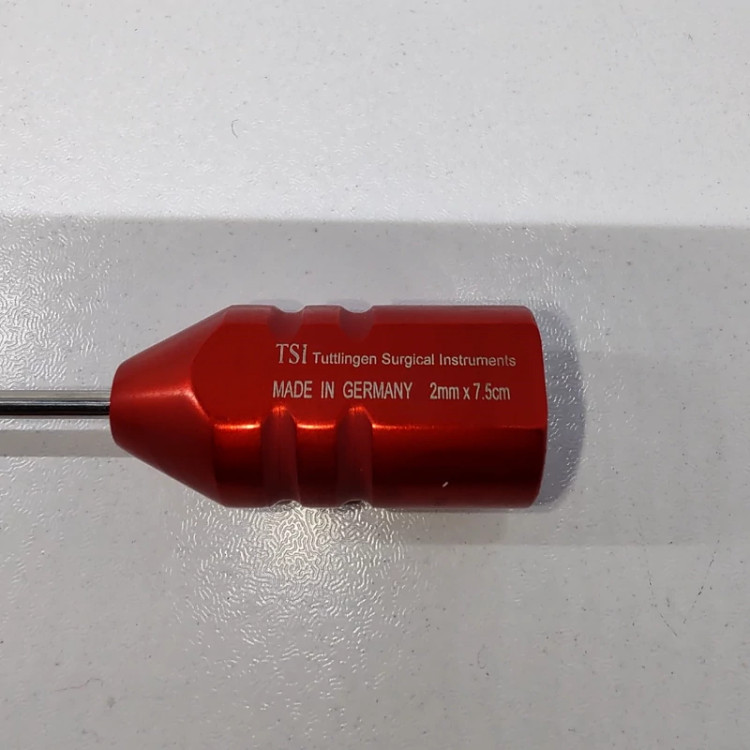 TSI Tuttlingen Surgical Instruments
MADE IN GERMANY 2mm x 7.5cm